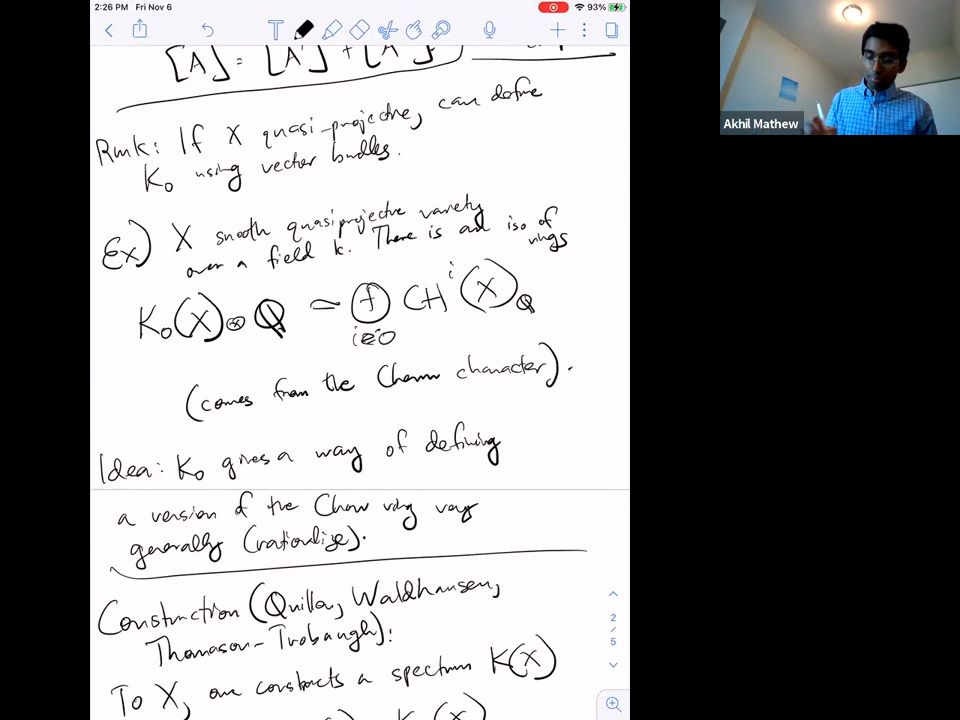 2:26 PM Fri Nov 6
93%
[A] = [A'] + [A'']
Rmk: If X quasi-projective, can define
K₀ using vector bundles.
Ex) X smooth quasiprojective variety
over a field k. There is an iso of
rings
K₀(X)⊗Q ≃ ⊕ CHⁱ(X)_Q
i≥0
(comes from the Chern character).
Idea: K₀ gives a way of defining
a version of the Chow ring very
generally (rationalize).
Construction (Quillen, Waldhausen,
Thomason-Trobaugh):
To X, one constructs a spectrum K(X)
K₀(X)
2
/
5
Akhil Mathew